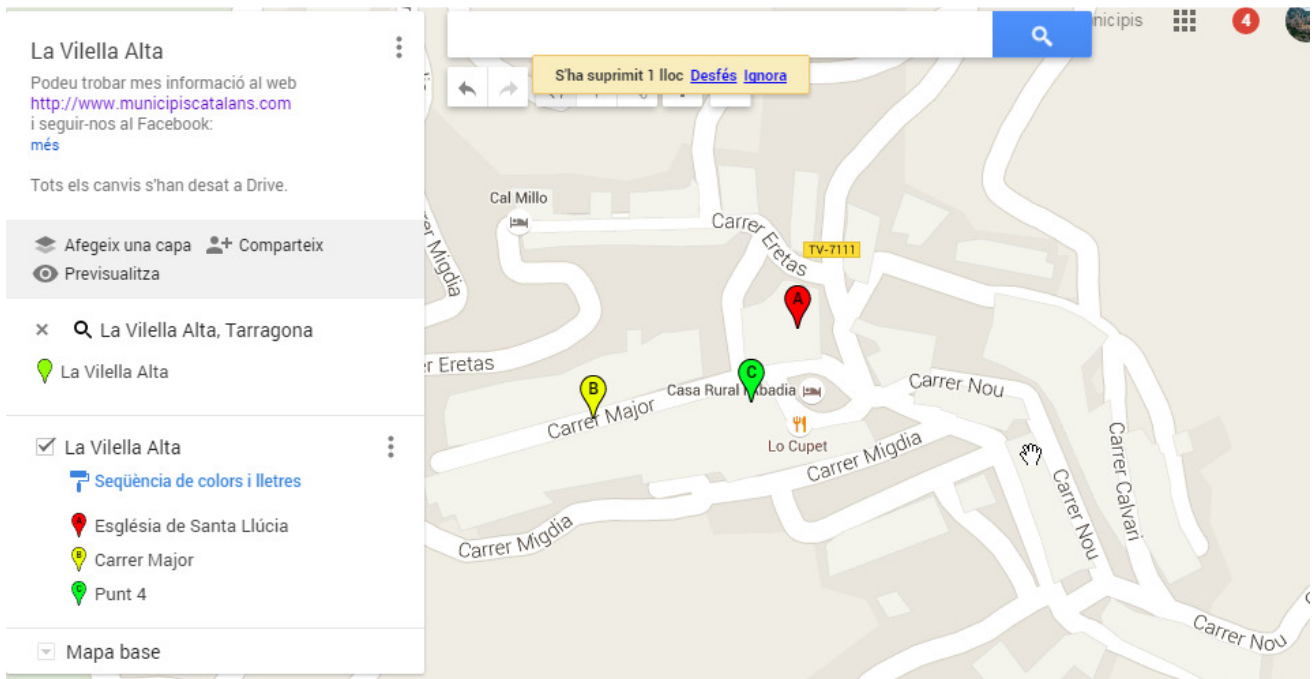 La Vilella Alta
Podeu trobar mes informació al web
http://www.municipiscatalans.com
i seguir-nos al Facebook:
més
Tots els canvis s'han desat a Drive.
Afegeix una capa Comparteix
Previsualitza
La Vilella Alta, Tarragona
La Vilella Alta
La Vilella Alta
Seqüència de colors i lletres
A Església de Santa Llúcia
B Carrer Major
C Punt 4
Mapa base
nicipis 4
S'ha suprimit 1 lloc Desfés Ignora
Cal Millo
Carrer Eretas
TV-7111
Migdia
A
r Eretas
B
C
Casa Rural badia
Carrer Major
Lo Cupet
Carrer Nou
Carrer Migdia
Carrer Calvari
Carrer Nou
Carrer Migdia
Carrer Nou